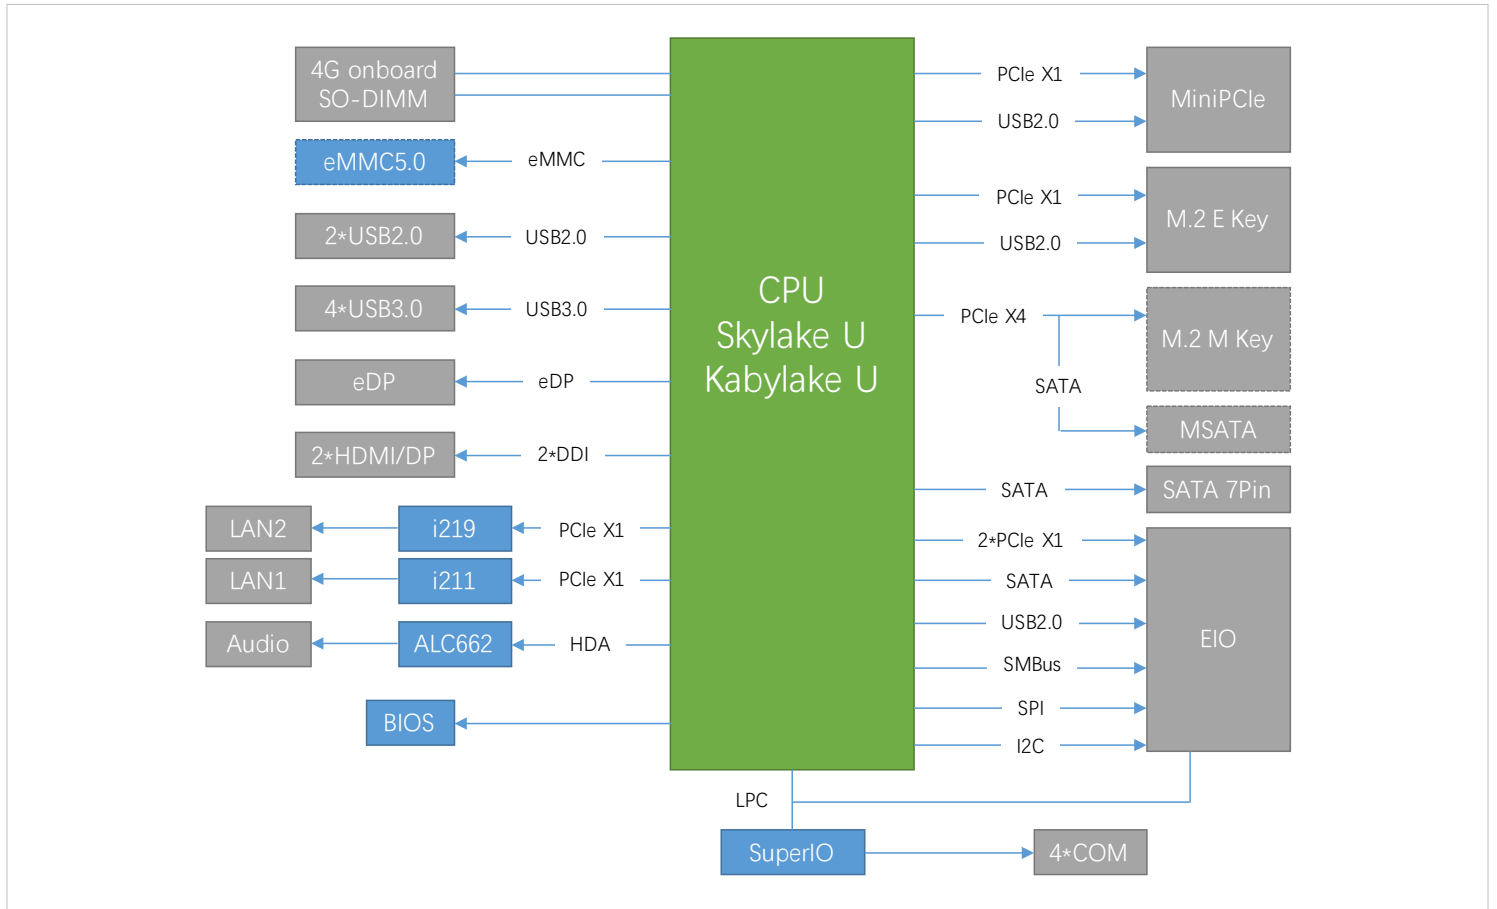 4G onboard
SO-DIMM
eMMC5.0
eMMC
2*USB2.0
USB2.0
4*USB3.0
USB3.0
eDP
eDP
2*HDMI/DP
2*DDI
LAN2
i219
PCIe X1
LAN1
i211
PCIe X1
Audio
ALC662
HDA
BIOS
CPU
Skylake U
Kabylake U
PCIe X1
MiniPCIe
USB2.0
PCIe X1
M.2 E Key
USB2.0
PCIe X4
M.2 M Key
SATA
MSATA
SATA
SATA 7Pin
2*PCIe X1
SATA
USB2.0
EIO
SMBus
SPI
I2C
LPC
SuperIO
4*COM